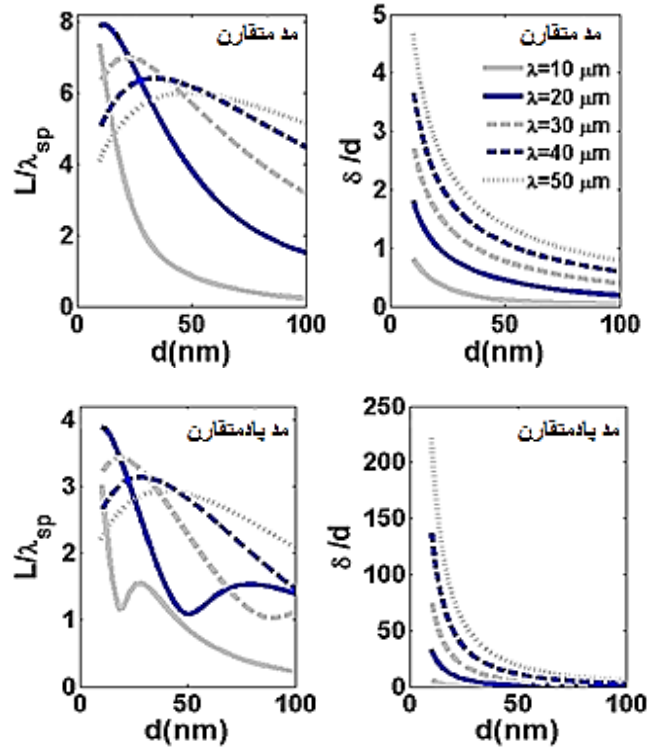 مد متقارن
8
6
4
2
0
0 50 100
L/λsp
d(nm)
مد متقارن
λ=10 μm
λ=20 μm
λ=30 μm
λ=40 μm
λ=50 μm
5
4
3
2
1
0
0 50 100
δ/d
d(nm)
مد پادمتقارن
4
3
2
1
0
0 50 100
L/λsp
d(nm)
مد پادمتقارن
250
200
150
100
50
0
0 50 100
δ/d
d(nm)